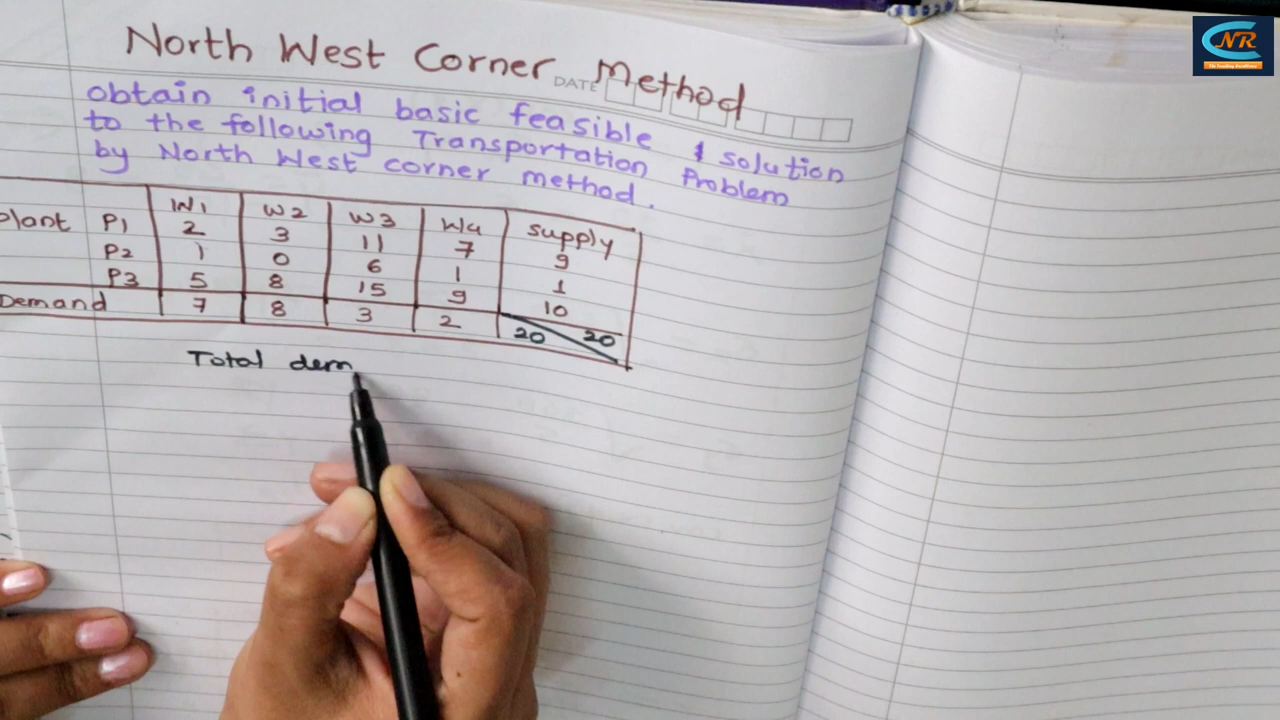 North West Corner Method
DATE
obtain initial basic feasible solution
to the following Transportation Problem
by North West corner method.
W1 W2 W3 W4 Supply
Plant P1 2 3 11 7 9
P2 1 0 6 1 1
P3 5 8 15 9 10
Demand 7 8 3 2 20 20
Total dem
NR